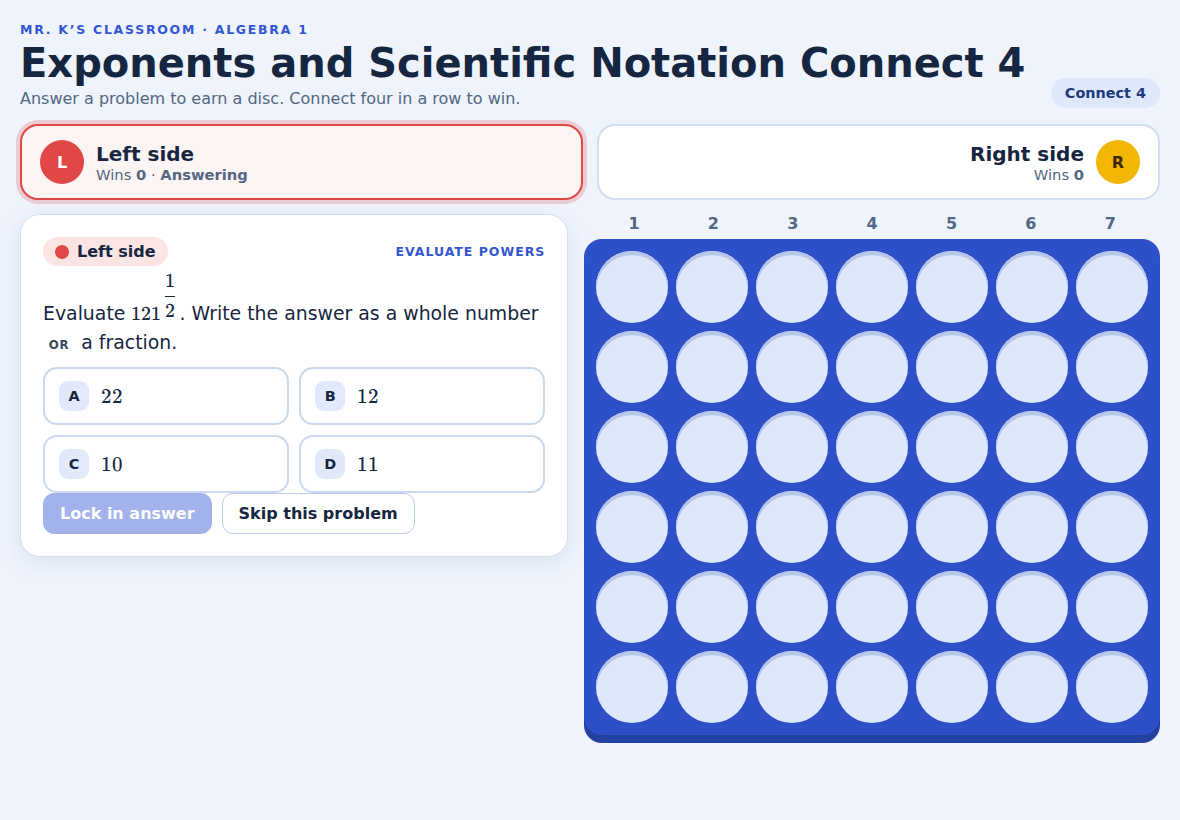 MR. K’S CLASSROOM · ALGEBRA 1
Exponents and Scientific Notation Connect 4
Answer a problem to earn a disc. Connect four in a row to win.
Connect 4
L
Left side
Wins 0 · Answering
Right side
Wins 0
R
Left side
EVALUATE POWERS
Evaluate 121^(1/2). Write the answer as a whole number
OR a fraction.
A 22
B 12
C 10
D 11
Lock in answer
Skip this problem
1 2 3 4 5 6 7